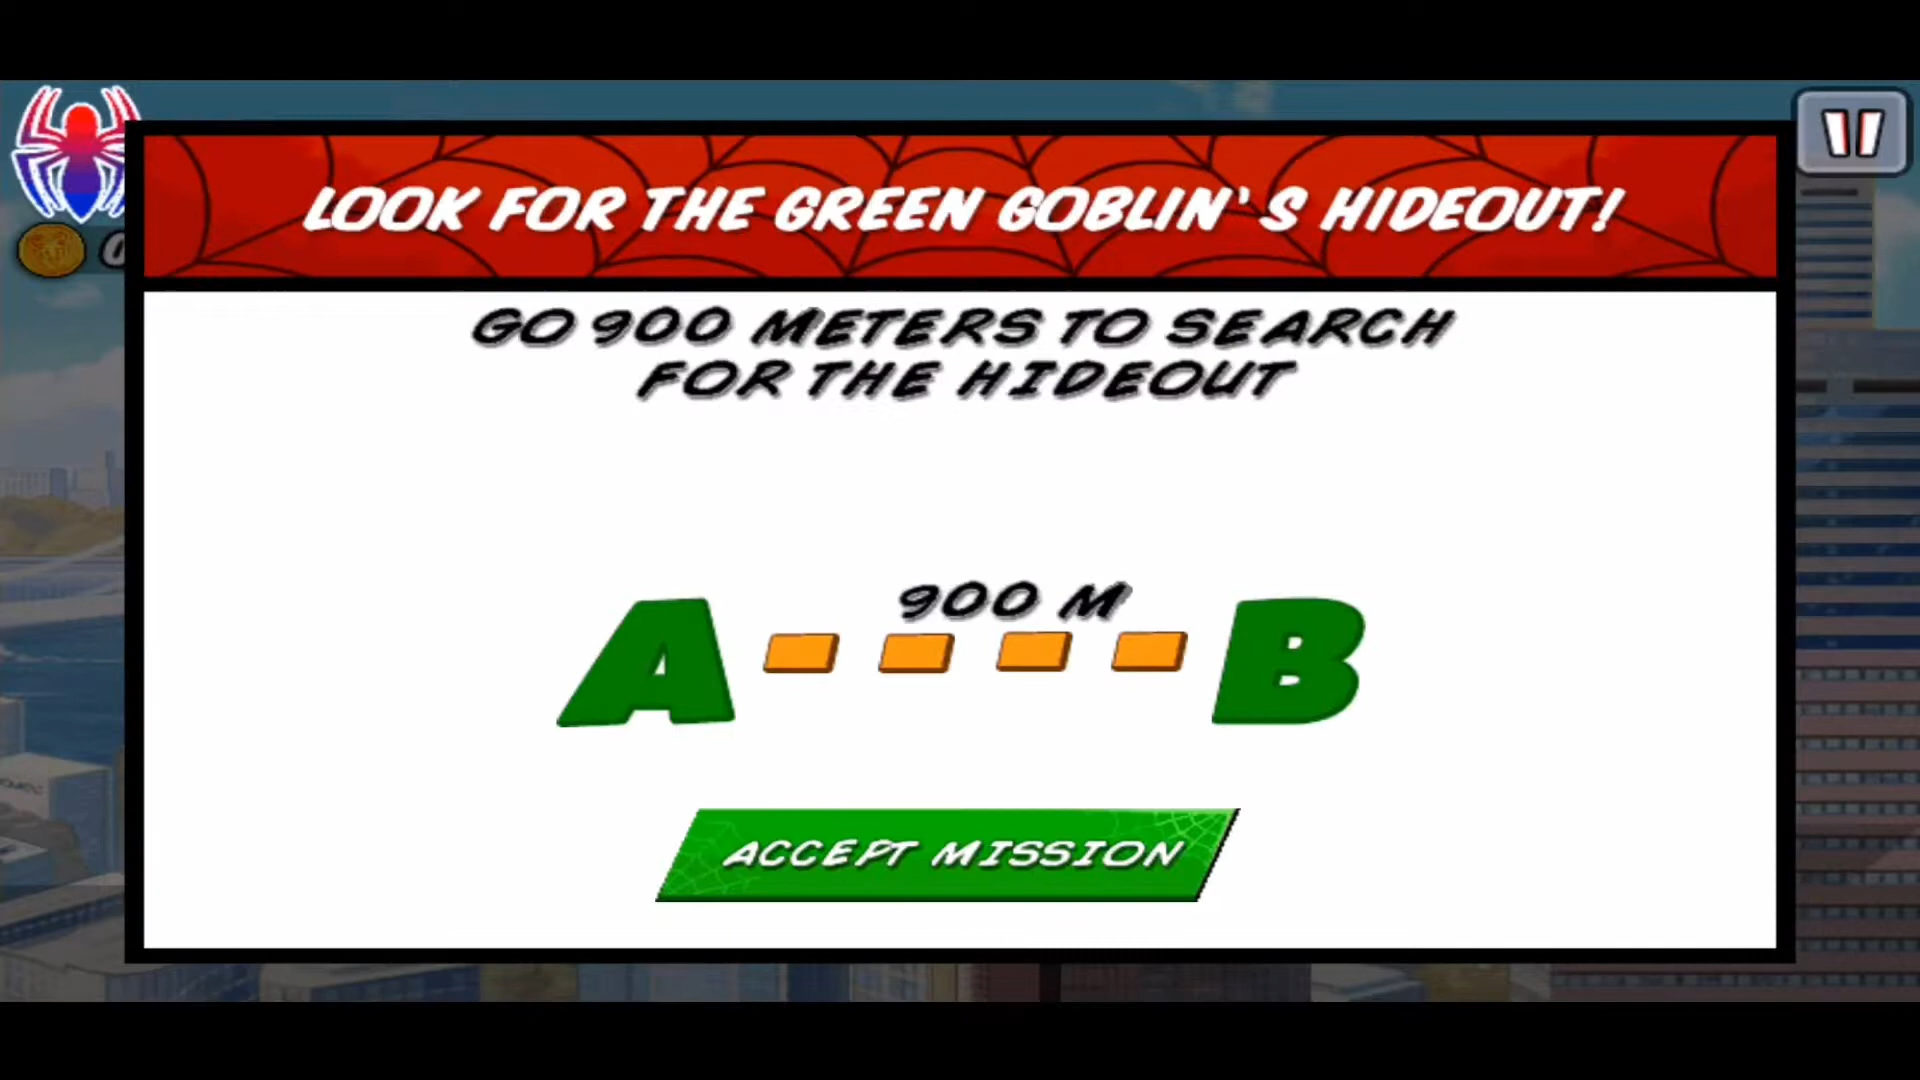 LOOK FOR THE GREEN GOBLIN'S HIDEOUT!
GO 900 METERS TO SEARCH
FOR THE HIDEOUT
900 M
A B
ACCEPT MISSION